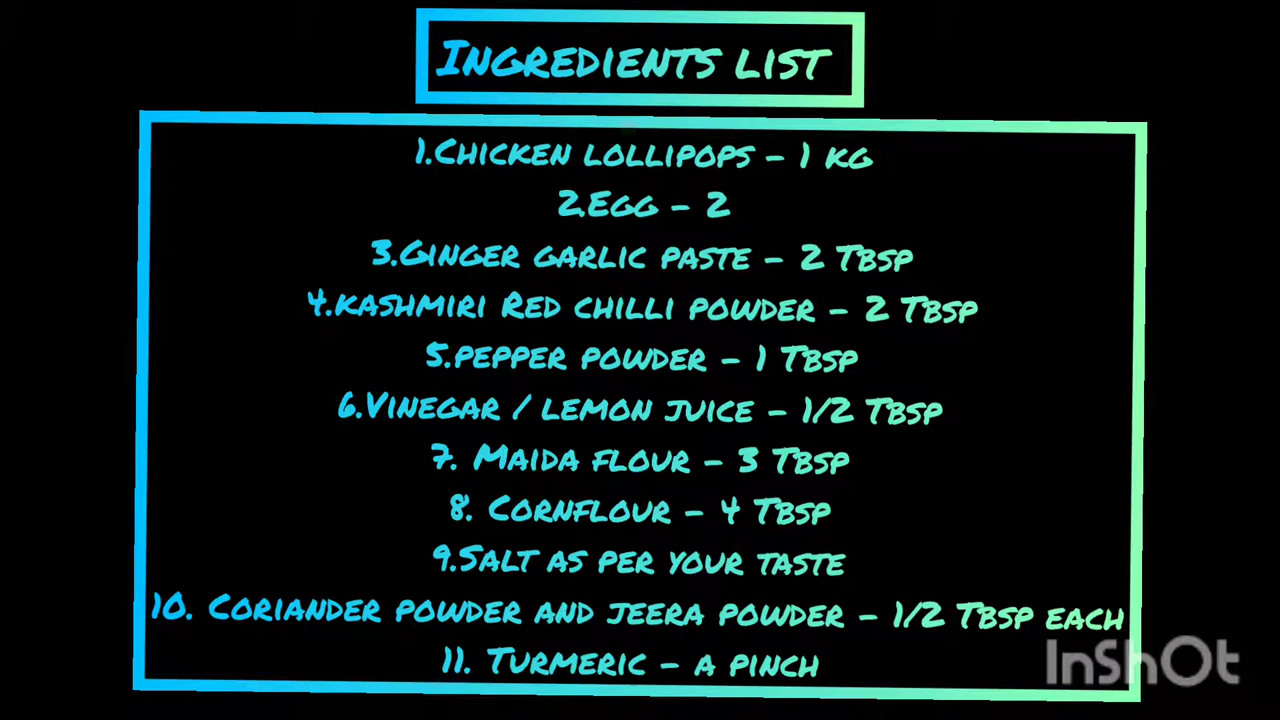 Ingredients list
1.Chicken lollipops - 1 kg
2.Egg - 2
3.Ginger garlic paste - 2 Tbsp
4.kashmiri Red chilli powder - 2 Tbsp
5.pepper powder - 1 Tbsp
6.Vinegar / lemon juice - 1/2 Tbsp
7. Maida flour - 3 Tbsp
8. Cornflour - 4 Tbsp
9.Salt as per your taste
10. Coriander powder and jeera powder - 1/2 Tbsp each
11. Turmeric - a pinch
InShOt